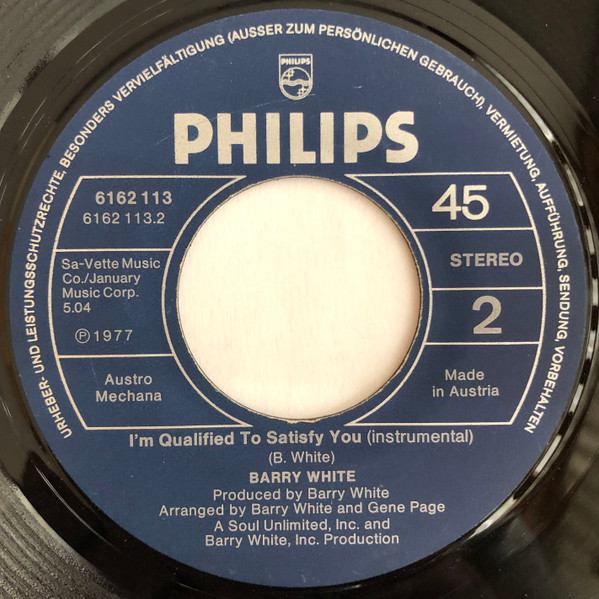 URHEBER- UND LEISTUNGSSCHUTZRECHTE, BESONDERS VERVIELFÄLTIGUNG (AUSSER ZUM PERSÖNLICHEN GEBRAUCH), VERMIETUNG, AUFFÜHRUNG, SENDUNG, VORBEHALTEN
PHILIPS
PHILIPS
6162 113
6162 113.2
45
Sa-Vette Music
Co./January
Music Corp.
5.04
℗ 1977
STEREO
2
Austro
Mechana
Made
in Austria
I'm Qualified To Satisfy You (instrumental)
(B. White)
BARRY WHITE
Produced by Barry White
Arranged by Barry White and Gene Page
A Soul Unlimited, Inc. and
Barry White, Inc. Production